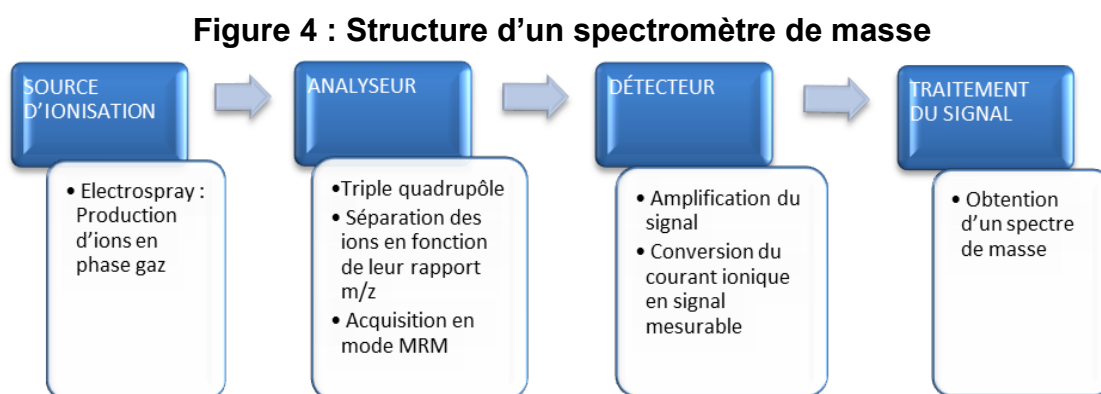 Figure 4 : Structure d’un spectromètre de masse
SOURCE
D’IONISATION
• Electrospray :
Production
d’ions en
phase gaz
ANALYSEUR
•Triple quadrupôle
• Séparation des
ions en fonction
de leur rapport
m/z
• Acquisition en
mode MRM
DÉTECTEUR
• Amplification du
signal
• Conversion du
courant ionique
en signal
mesurable
TRAITEMENT
DU SIGNAL
• Obtention
d’un spectre
de masse